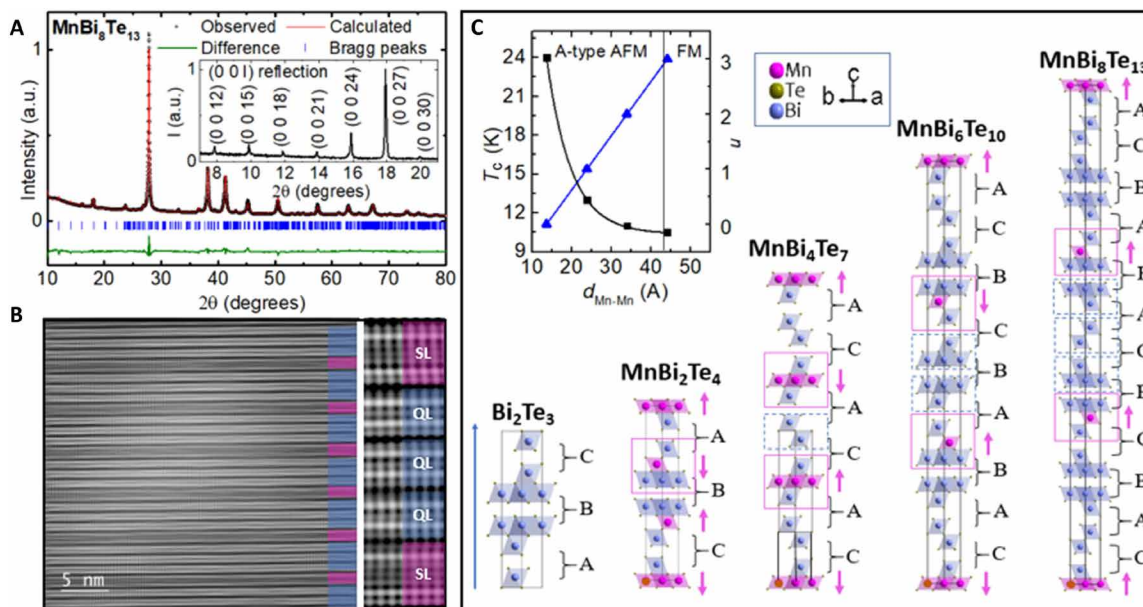 A
MnBi8Te13
Observed
Calculated
Difference
Bragg peaks
(0 0 l) reflection
(0 0 12)
(0 0 15)
(0 0 18)
(0 0 21)
(0 0 24)
(0 0 27)
(0 0 30)
I (a.u.)
1
0
8 10 12 14 16 18 20
2θ (degrees)
Intensity (a.u.)
1
0
10 20 30 40 50 60 70 80
2θ (degrees)
B
5 nm
SL
QL
QL
QL
SL
C
A-type AFM
FM
Tc (K)
24
21
18
15
12
9
3
2
1
0
n
10 20 30 40 50
dMn-Mn (A)
Mn
Te
Bi
c
b
a
Bi2Te3
C
B
A
MnBi2Te4
A
B
C
MnBi4Te7
A
C
A
C
A
C
MnBi6Te10
A
C
B
C
B
A
B
A
C
MnBi8Te13
A
C
B
A
B
A
B
B
C
B
A
C